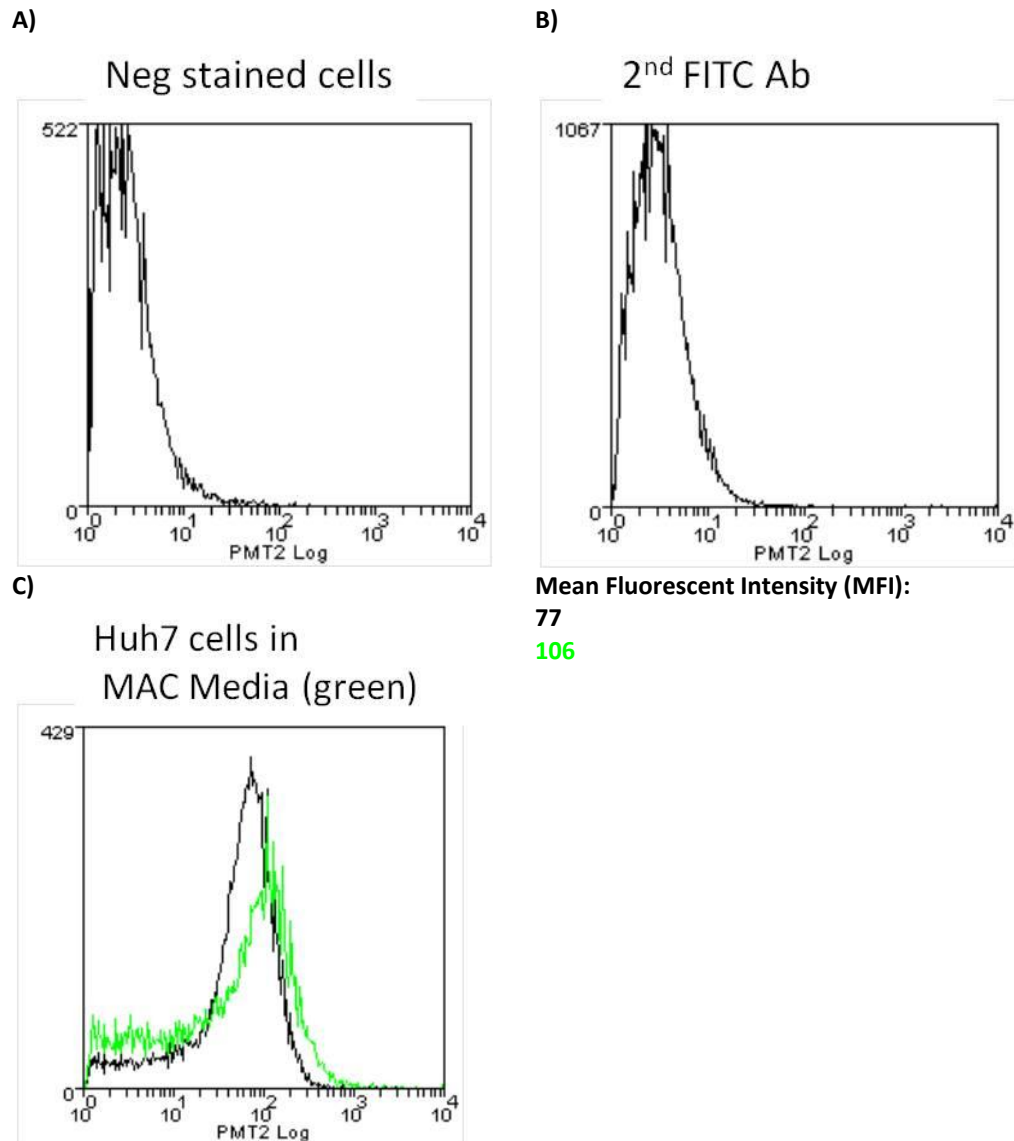 A)
B)
Neg stained cells
2nd FITC Ab
522
0
10^0 10^1 10^2 10^3 10^4
PMT2 Log
1067
0
10^0 10^1 10^2 10^3 10^4
PMT2 Log
C)
Mean Fluorescent Intensity (MFI):
77
106
Huh7 cells in
MAC Media (green)
429
0
10^0 10^1 10^2 10^3 10^4
PMT2 Log